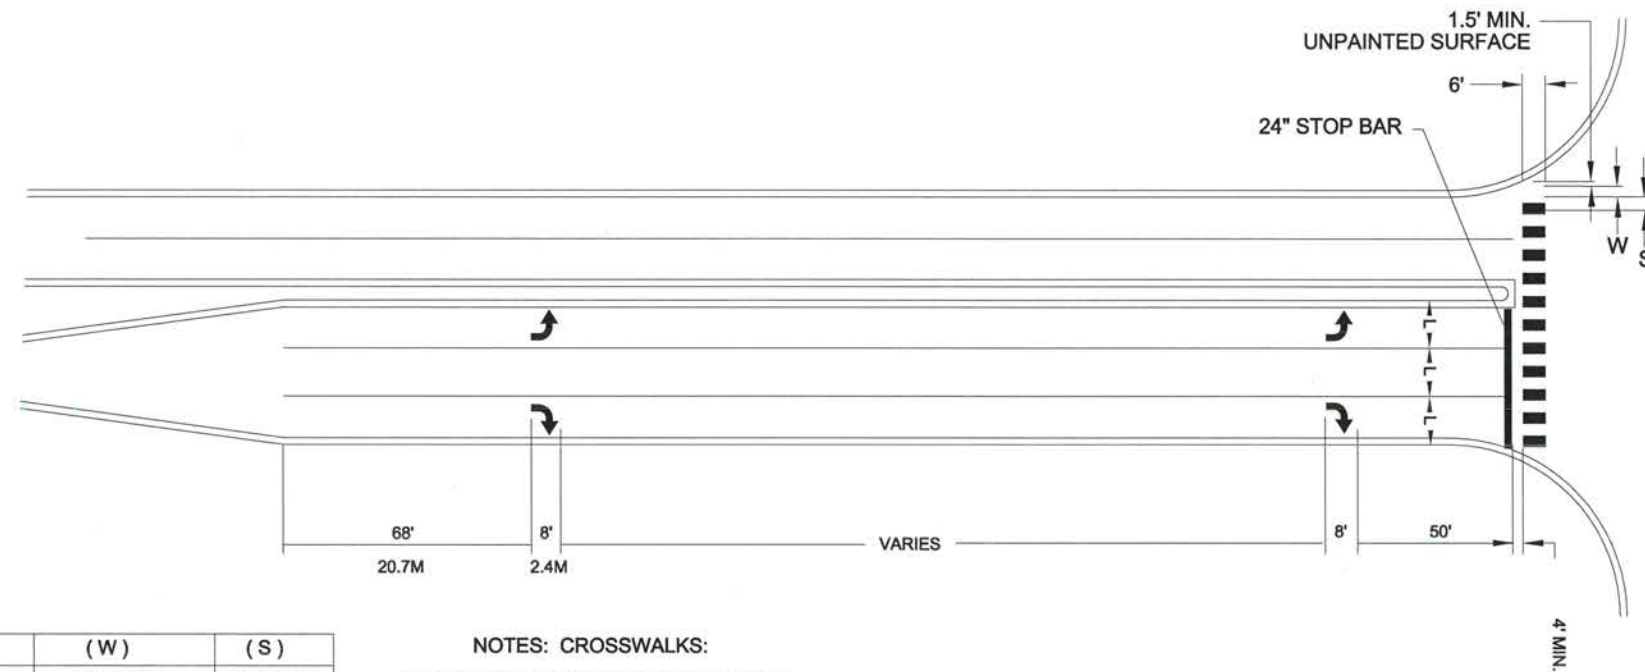 1.5' MIN.
UNPAINTED SURFACE
6'
24" STOP BAR
W
S
L
L
L
68'
8'
VARIES
8'
50'
20.7M
2.4M
4' MIN.
(W)
(S)
NOTES: CROSSWALKS: